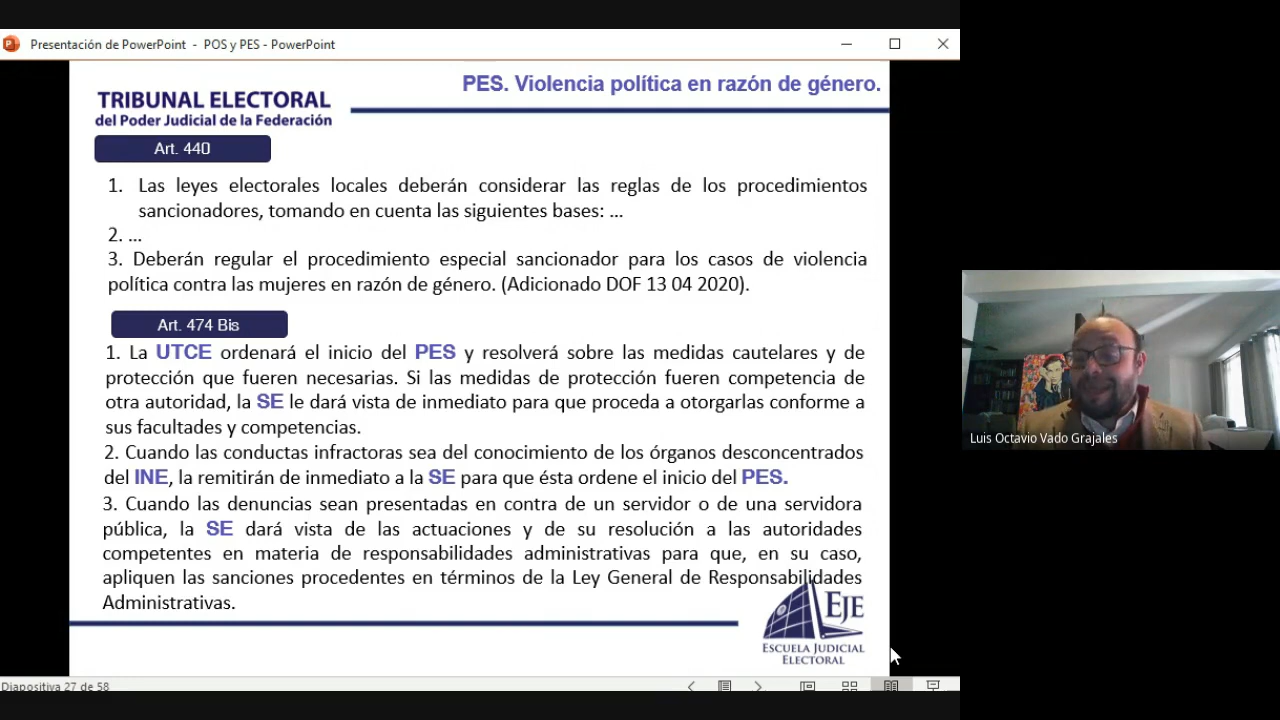 Presentación de PowerPoint - POS y PES - PowerPoint
PES. Violencia política en razón de género.
TRIBUNAL ELECTORAL
del Poder Judicial de la Federación
Art. 440
1. Las leyes electorales locales deberán considerar las reglas de los procedimientos
sancionadores, tomando en cuenta las siguientes bases: ...
2. ...
3. Deberán regular el procedimiento especial sancionador para los casos de violencia
política contra las mujeres en razón de género. (Adicionado DOF 13 04 2020).
Art. 474 Bis
1. La UTCE ordenará el inicio del PES y resolverá sobre las medidas cautelares y de
protección que fueren necesarias. Si las medidas de protección fueren competencia de
otra autoridad, la SE le dará vista de inmediato para que proceda a otorgarlas conforme a
sus facultades y competencias.
2. Cuando las conductas infractoras sea del conocimiento de los órganos desconcentrados
del INE, la remitirán de inmediato a la SE para que ésta ordene el inicio del PES.
3. Cuando las denuncias sean presentadas en contra de un servidor o de una servidora
pública, la SE dará vista de las actuaciones y de su resolución a las autoridades
competentes en materia de responsabilidades administrativas para que, en su caso,
apliquen las sanciones procedentes en términos de la Ley General de Responsabilidades
Administrativas.
EJE
ESCUELA JUDICIAL
ELECTORAL
Diapositiva 27 de 58
Luis Octavio Vado Grajales